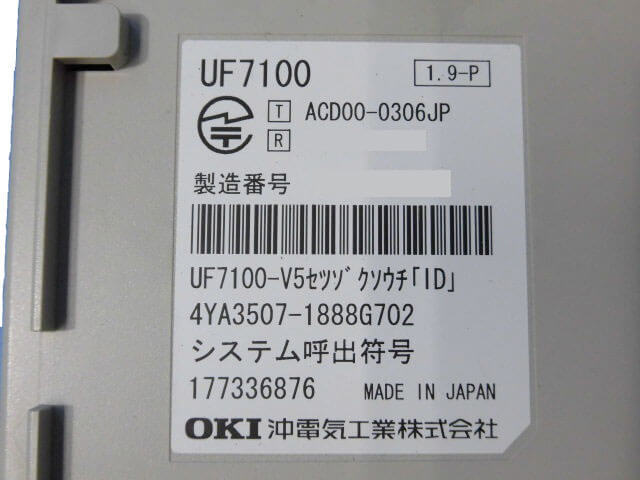 UF7100 1.9-P
T ACD00-0306JP
R
製造番号
UF7100-V5ｾﾂｿﾞｸｿｳﾁ｢ID｣
4YA3507-1888G702
システム呼出符号
177336876 MADE IN JAPAN
OKI 沖電気工業株式会社